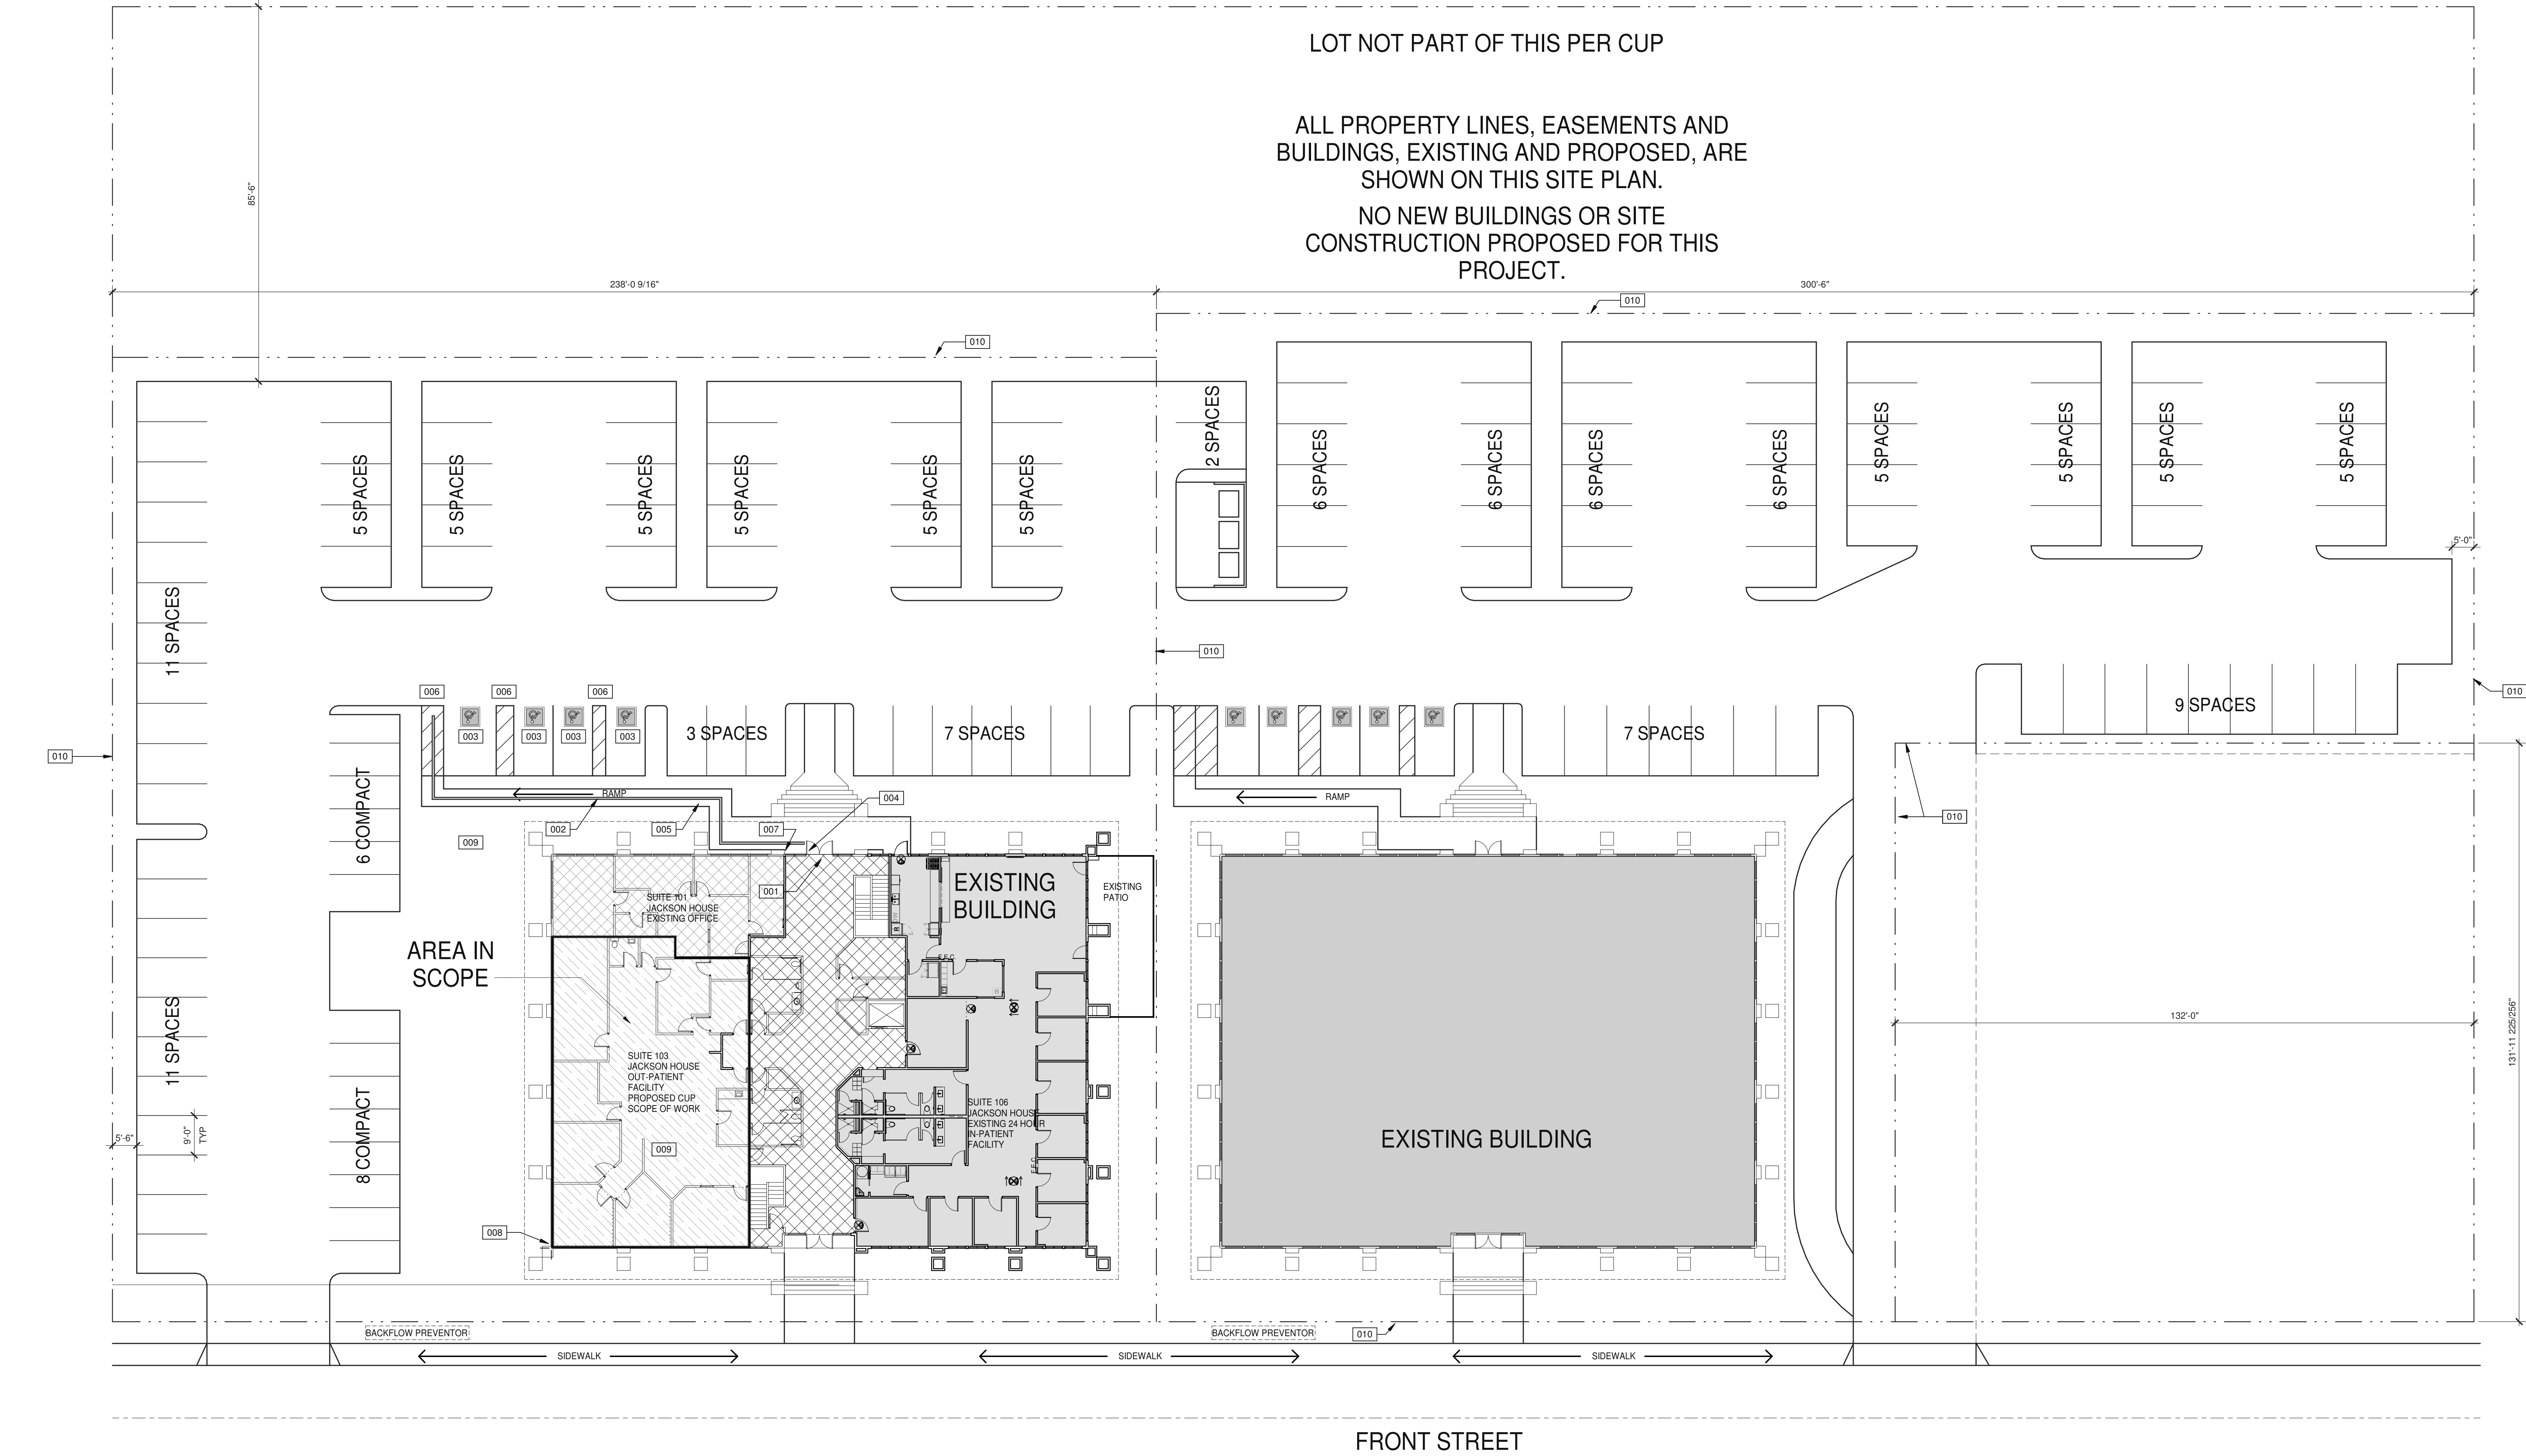 LOT NOT PART OF THIS PER CUP
ALL PROPERTY LINES, EASEMENTS AND
BUILDINGS, EXISTING AND PROPOSED, ARE
SHOWN ON THIS SITE PLAN.
NO NEW BUILDINGS OR SITE
CONSTRUCTION PROPOSED FOR THIS
PROJECT.
85'-6"
238'-0 9/16"
300'-6"
010
010
2 SPACES
5 SPACES
5 SPACES
5 SPACES
5 SPACES
5 SPACES
5 SPACES
6 SPACES
6 SPACES
6 SPACES
6 SPACES
5 SPACES
5 SPACES
5 SPACES
5 SPACES
5'-0"
11 SPACES
010
006
006
006
003
003
003
003
3 SPACES
7 SPACES
7 SPACES
9 SPACES
010
010
6 COMPACT
RAMP
RAMP
004
002
005
007
009
010
001
SUITE 101
JACKSON HOUSE
EXISTING OFFICE
EXISTING
BUILDING
EXISTING
PATIO
R
F.E.C.
R
AREA IN
SCOPE
11 SPACES
8 COMPACT
SUITE 103
JACKSON HOUSE
OUT-PATIENT
FACILITY
PROPOSED CUP
SCOPE OF WORK
009
SUITE 106
JACKSON HOUSE
EXISTING 24 HOUR
IN-PATIENT
FACILITY
F.E.C.
EXISTING BUILDING
132'-0"
131'-11 225/256"
5'-6"
9'-0"
TYP
008
BACKFLOW PREVENTOR
BACKFLOW PREVENTOR
010
SIDEWALK
SIDEWALK
SIDEWALK
FRONT STREET